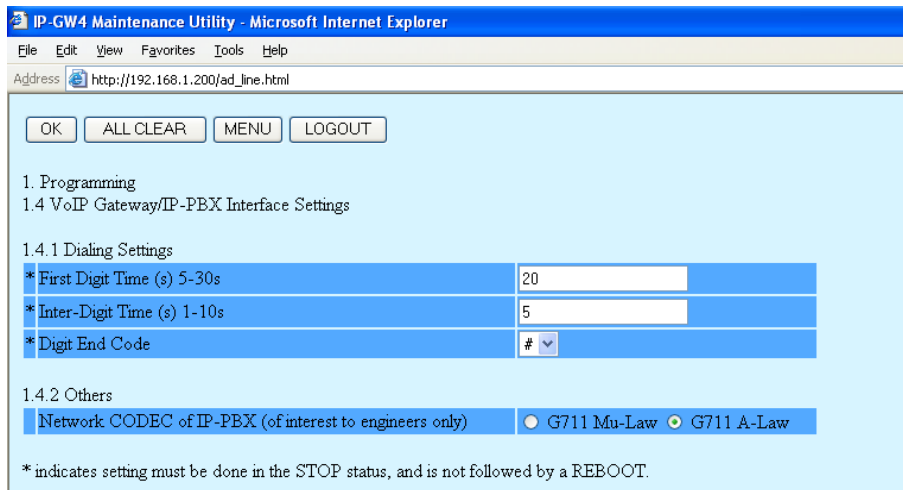 IP-GW4 Maintenance Utility - Microsoft Internet Explorer
File Edit View Favorites Tools Help
Address http://192.168.1.200/ad_line.html
OK ALL CLEAR MENU LOGOUT
1. Programming
1.4 VoIP Gateway/IP-PBX Interface Settings
1.4.1 Dialing Settings
* First Digit Time (s) 5-30s 20
* Inter-Digit Time (s) 1-10s 5
* Digit End Code #
1.4.2 Others
Network CODEC of IP-PBX (of interest to engineers only) G711 Mu-Law G711 A-Law
* indicates setting must be done in the STOP status, and is not followed by a REBOOT.